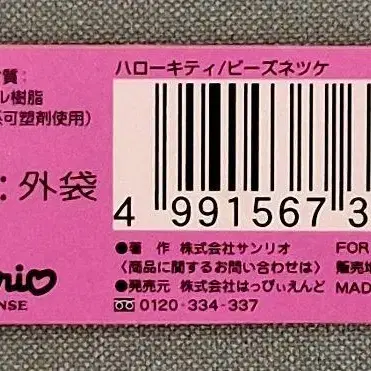 ハローキティ/ビーズネツケ
質
ル樹脂
可塑剤使用)
:外袋
4 991567 3
●著 作 株式会社サンリオ
〈商品に関するお問い合わせは〉
●発売元 株式会社はっぴぃえんど
0120-334-337
rio
NSE
FOR
販売地
MAD